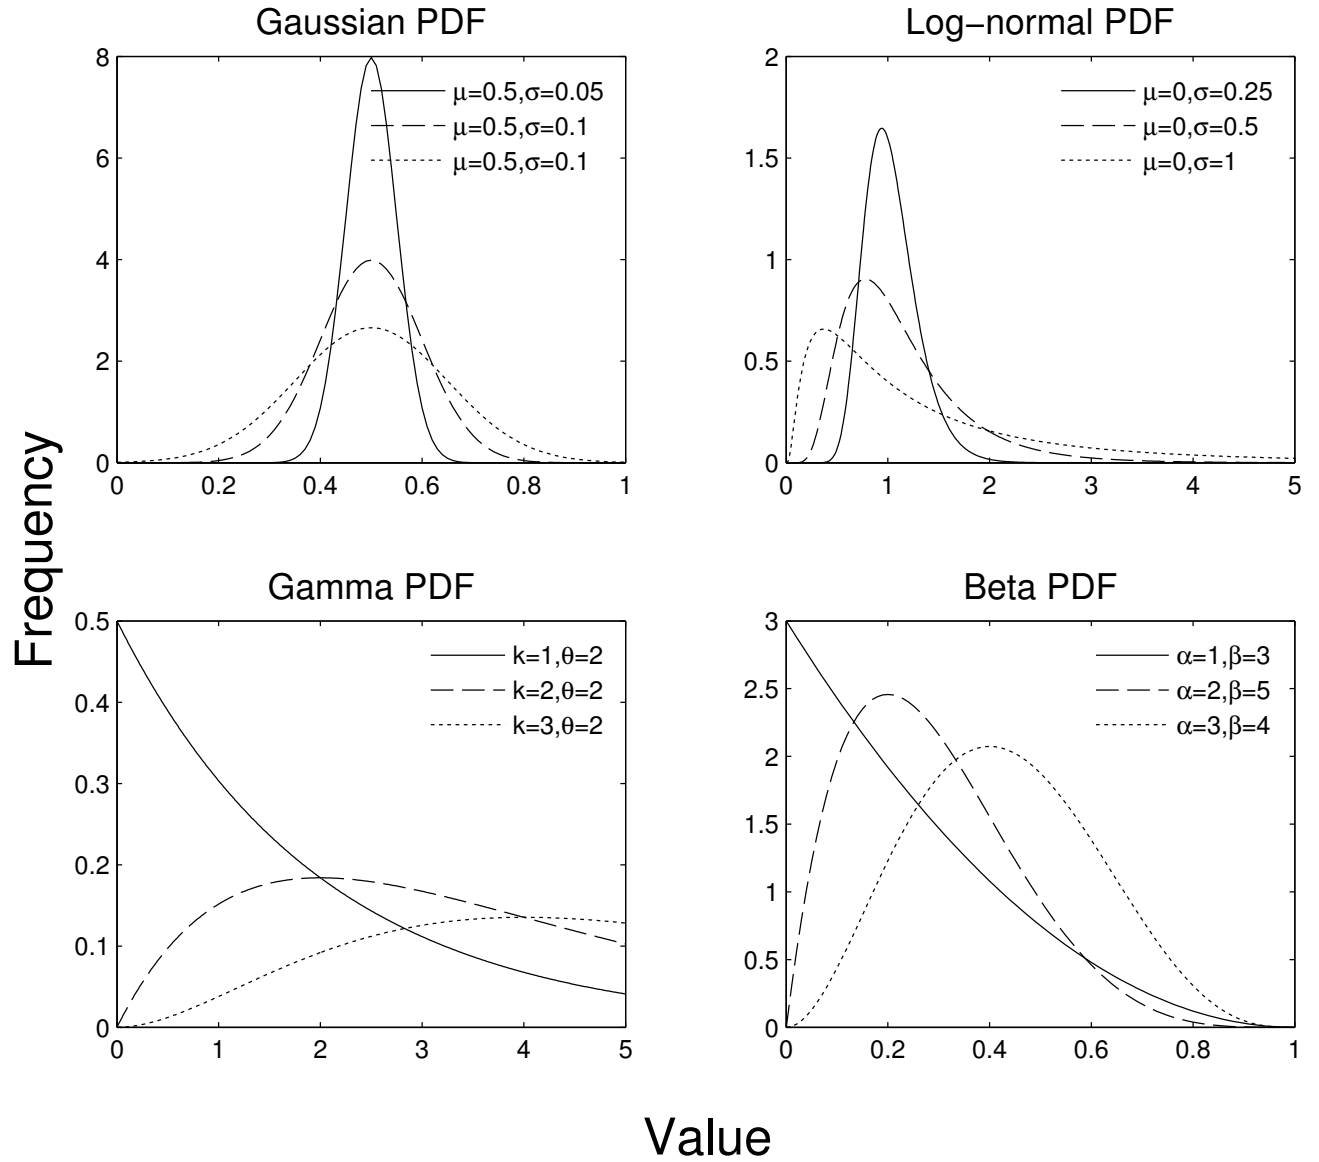 Gaussian PDF
8
6
4
2
0
0 0.2 0.4 0.6 0.8 1
μ=0.5,σ=0.05
μ=0.5,σ=0.1
μ=0.5,σ=0.1
Log−normal PDF
2
1.5
1
0.5
0
0 1 2 3 4 5
μ=0,σ=0.25
μ=0,σ=0.5
μ=0,σ=1
Frequency
Gamma PDF
0.5
0.4
0.3
0.2
0.1
0
0 1 2 3 4 5
k=1,θ=2
k=2,θ=2
k=3,θ=2
Beta PDF
3
2.5
2
1.5
1
0.5
0
0 0.2 0.4 0.6 0.8 1
α=1,β=3
α=2,β=5
α=3,β=4
Value